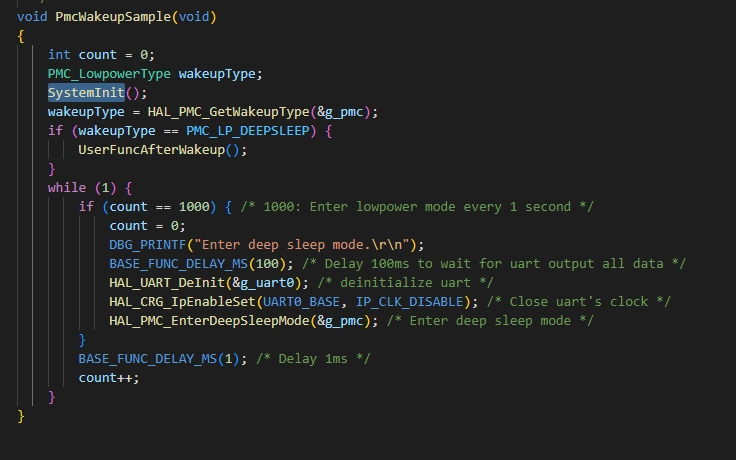 void PmcWakeupSample(void)
{
    int count = 0;
    PMC_LowpowerType wakeupType;
    SystemInit();
    wakeupType = HAL_PMC_GetWakeupType(&g_pmc);
    if (wakeupType == PMC_LP_DEEPSLEEP) {
        UserFuncAfterWakeup();
    }
    while (1) {
        if (count == 1000) { /* 1000: Enter lowpower mode every 1 second */
            count = 0;
            DBG_PRINTF("Enter deep sleep mode.\r\n");
            BASE_FUNC_DELAY_MS(100); /* Delay 100ms to wait for uart output all data */
            HAL_UART_DeInit(&g_uart0); /* deinitialize uart */
            HAL_CRG_IpEnableSet(UART0_BASE, IP_CLK_DISABLE); /* Close uart's clock */
            HAL_PMC_EnterDeepSleepMode(&g_pmc); /* Enter deep sleep mode */
        }
        BASE_FUNC_DELAY_MS(1); /* Delay 1ms */
        count++;
    }
}